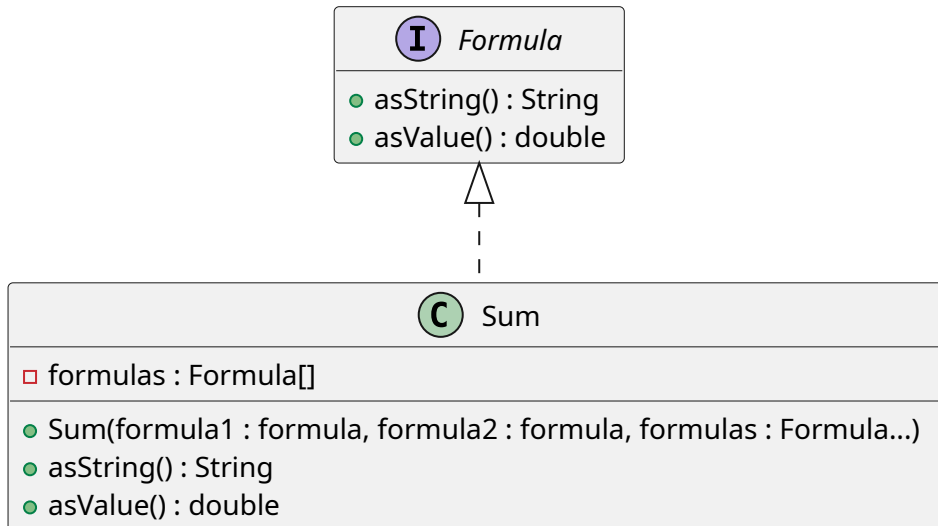 I Formula
asString() : String
asValue() : double
C Sum
formulas : Formula[]
Sum(formula1 : formula, formula2 : formula, formulas : Formula...)
asString() : String
asValue() : double